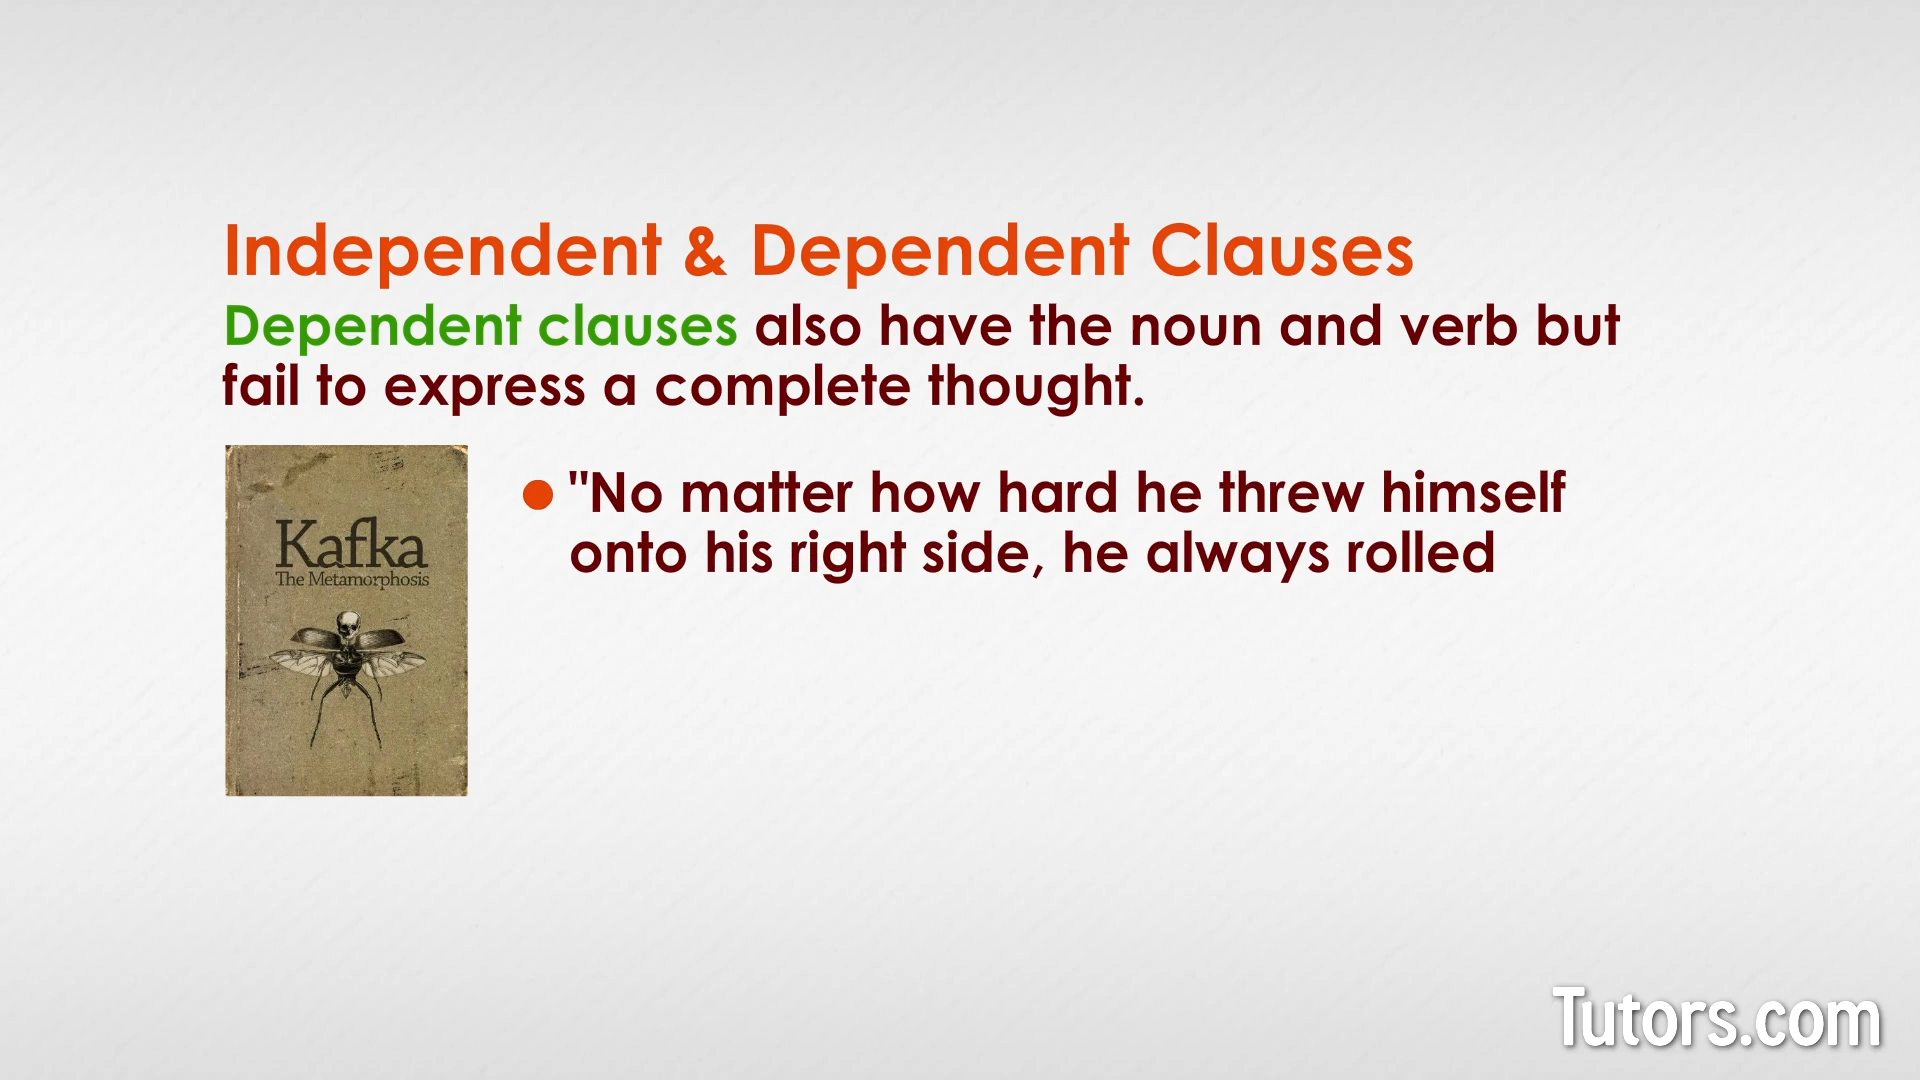 Independent & Dependent Clauses
Dependent clauses also have the noun and verb but
fail to express a complete thought.
Kafka
The Metamorphosis
"No matter how hard he threw himself
onto his right side, he always rolled
Tutors.com